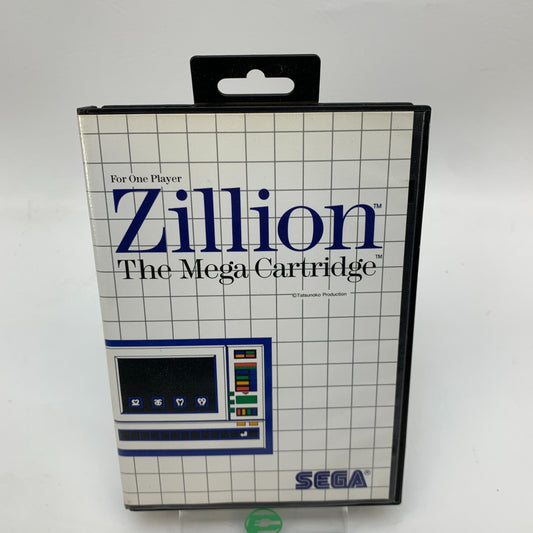 For One Player
Zillion™
The Mega Cartridge™
©Tatsunoko Production
SEGA®